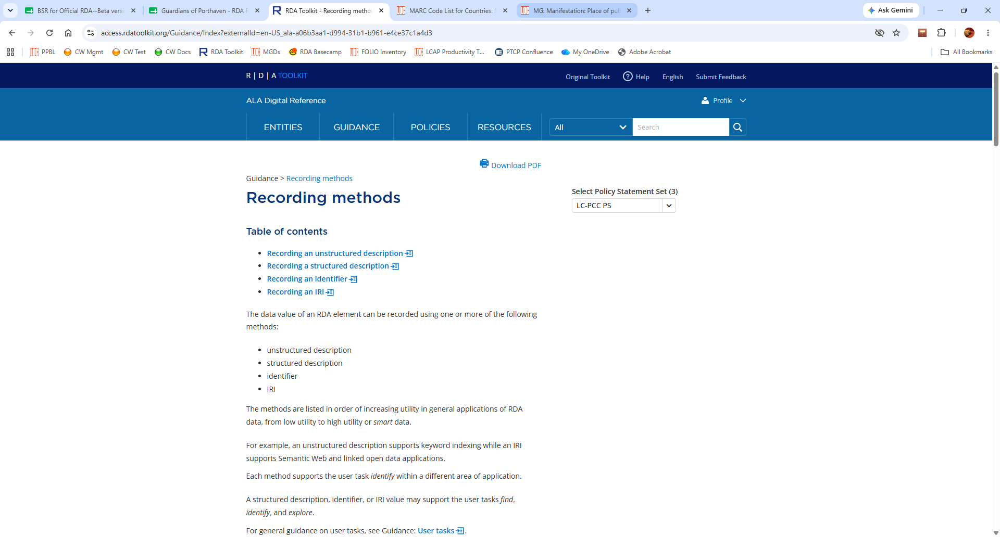 BSR for Official RDA--Beta versi
Guardians of Porthaven - RDA R
RDA Toolkit - Recording metho
MARC Code List for Countries:
MG: Manifestation: Place of pub
Ask Gemini
access.rdatoolkit.org/Guidance/Index?externalId=en-US_ala-a06b3aa1-d994-31b1-b961-e4ce37c1a4d3
PPBL
CW Mgmt
CW Test
CW Docs
RDA Toolkit
MGDs
RDA Basecamp
FOLIO Inventory
LCAP Productivity T...
PTCP Confluence
My OneDrive
Adobe Acrobat
All Bookmarks
R | D | A TOOLKIT
Original Toolkit
Help
English
Submit Feedback
ALA Digital Reference
Profile
ENTITIES
GUIDANCE
POLICIES
RESOURCES
All
Search
Download PDF
Guidance > Recording methods
Recording methods
Select Policy Statement Set (3)
LC-PCC PS
Table of contents
Recording an unstructured description
Recording a structured description
Recording an identifier
Recording an IRI
The data value of an RDA element can be recorded using one or more of the following
methods:
unstructured description
structured description
identifier
IRI
The methods are listed in order of increasing utility in general applications of RDA
data, from low utility to high utility or smart data.
For example, an unstructured description supports keyword indexing while an IRI
supports Semantic Web and linked open data applications.
Each method supports the user task identify within a different area of application.
A structured description, identifier, or IRI value may support the user tasks find,
identify, and explore.
For general guidance on user tasks, see Guidance: User tasks.